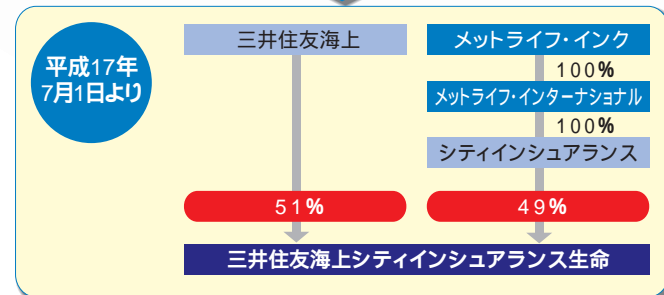 平成17年
7月1日より
三井住友海上
メットライフ・インク
100%
メットライフ・インターナショナル
100%
シティインシュアランス
51%
49%
三井住友海上シティインシュアランス生命